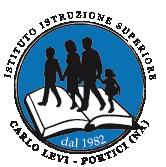 ISTITUTO ISTRUZIONE SUPERIORE
dal 1982
CARLO LEVI - PORTICI (NA)